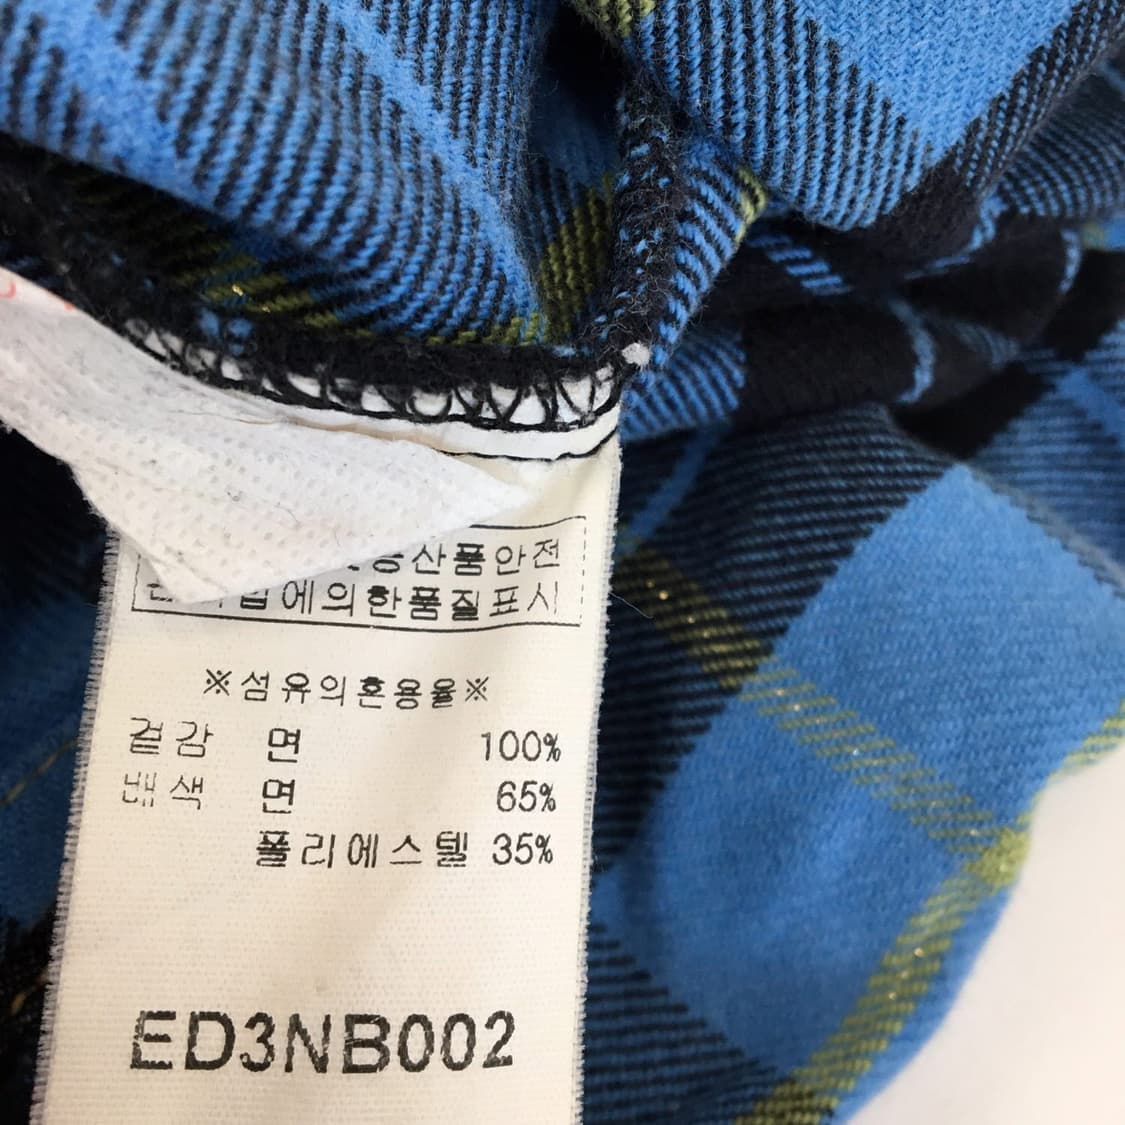 산품안전
에의한품질표시
※섬유의혼용율※
겉감 면 100%
배색 면 65%
폴리에스텔 35%
ED3NB002